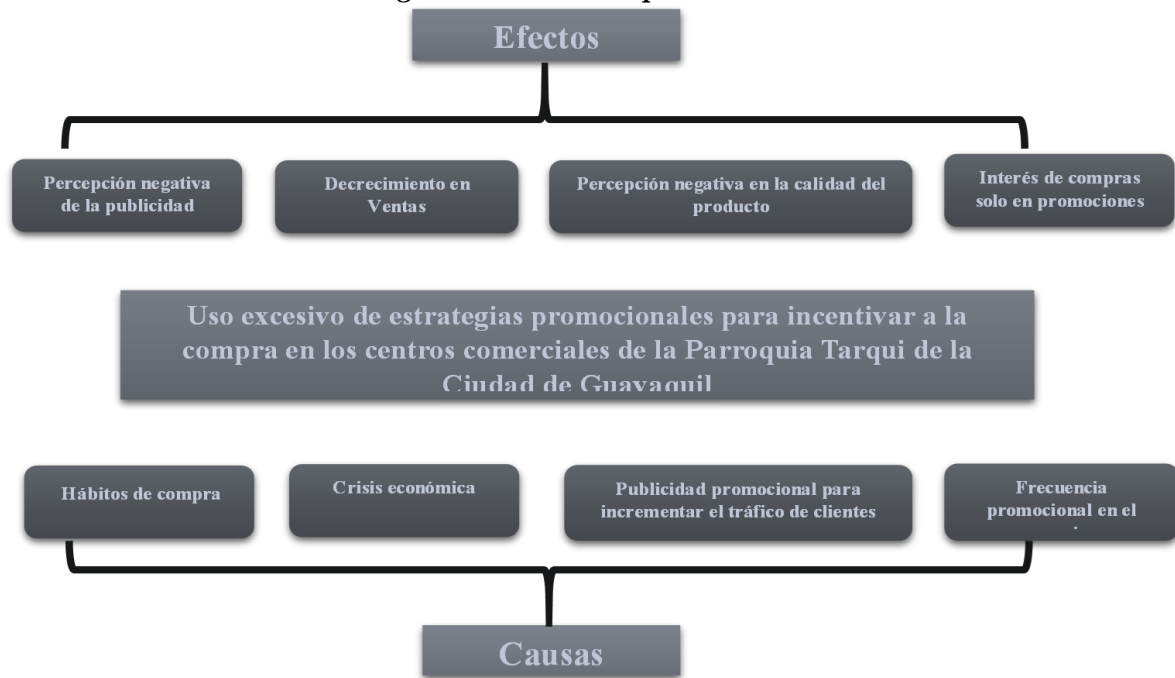 Efectos
Percepción negativa
de la publicidad
Decrecimiento en
Ventas
Percepción negativa en la calidad del
producto
Interés de compras
solo en promociones
Uso excesivo de estrategias promocionales para incentivar a la
compra en los centros comerciales de la Parroquia Tarqui de la
Ciudad de Guayaquil
Hábitos de compra
Crisis económica
Publicidad promocional para
incrementar el tráfico de clientes
Frecuencia
promocional en el
Causas